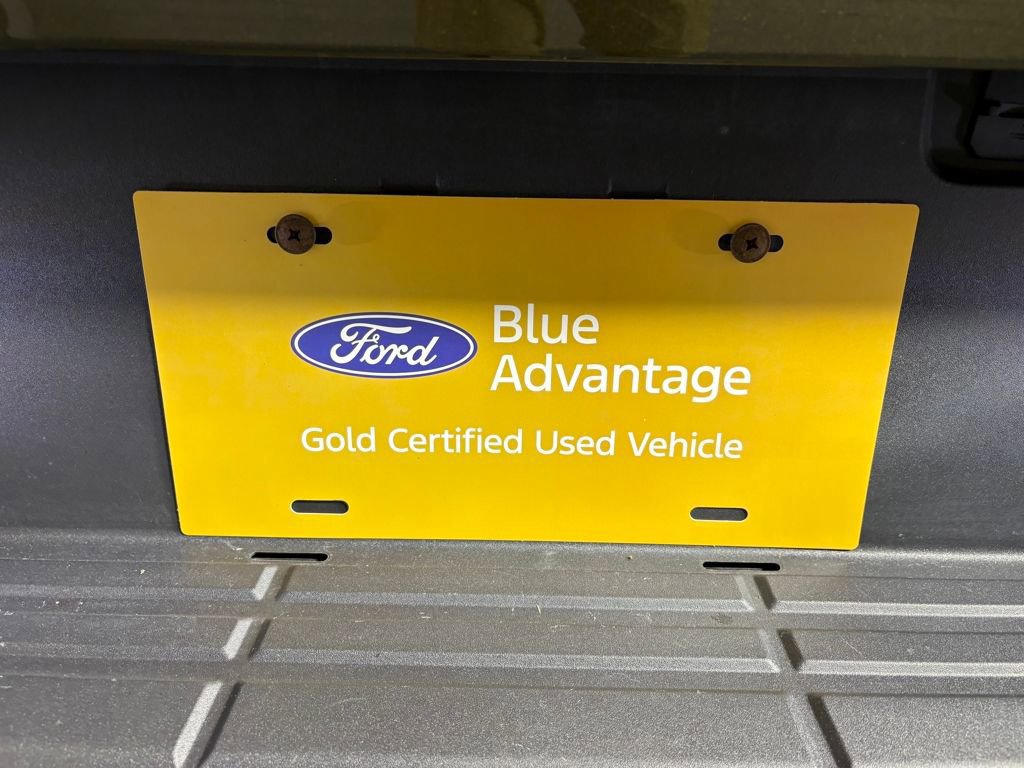 Ford
Blue
Advantage
Gold Certified Used Vehicle